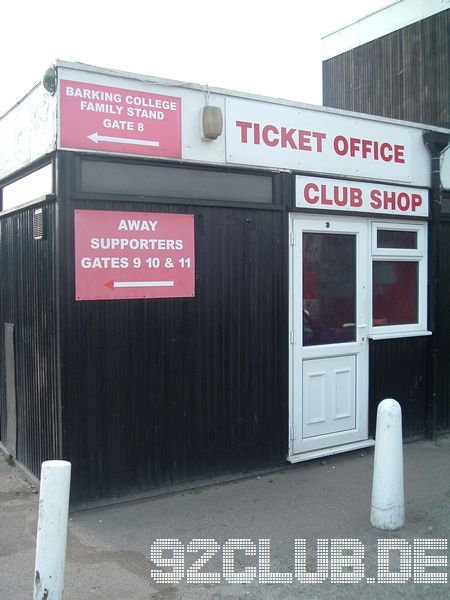 BARKING COLLEGE
FAMILY STAND
GATE 8
TICKET OFFICE
CLUB SHOP
AWAY
SUPPORTERS
GATES 9 10 & 11
92CLUB.DE